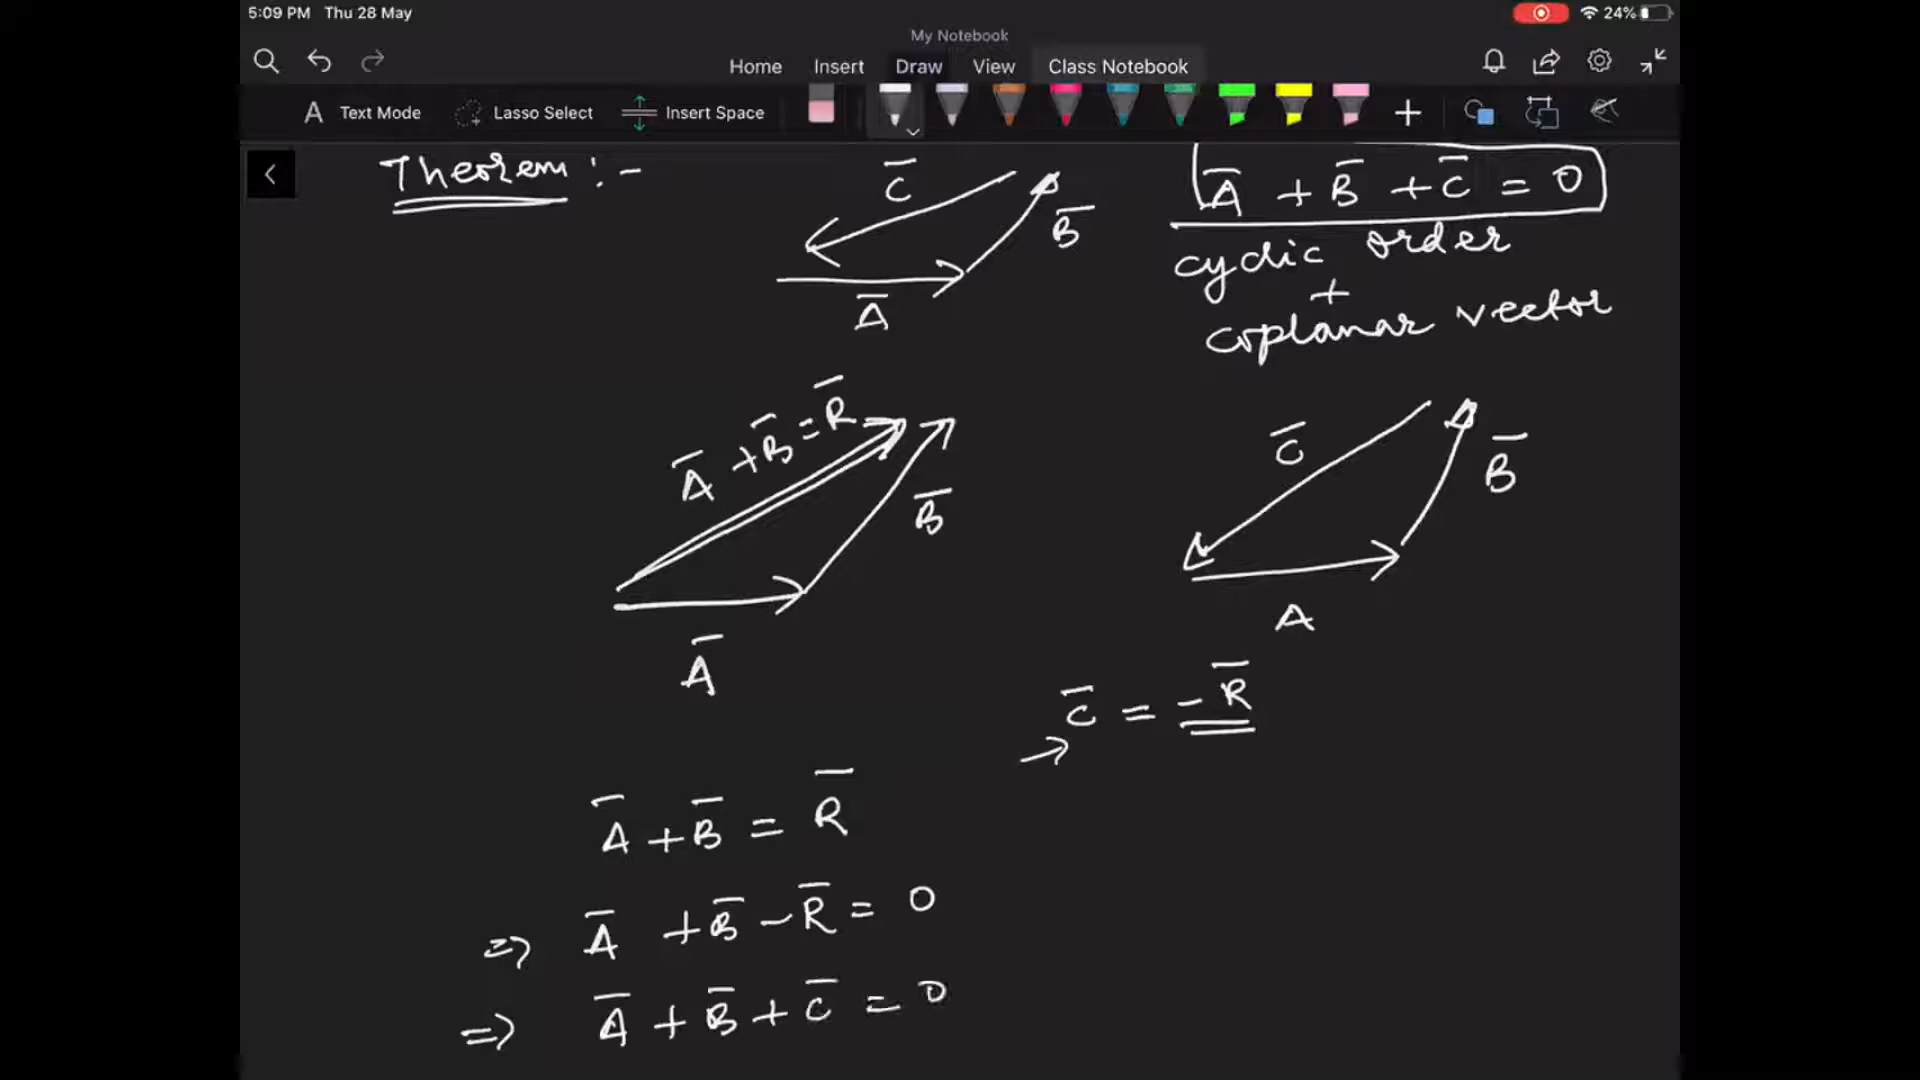 5:09 PM Thu 28 May 24%
My Notebook
Home Insert Draw View Class Notebook
A Text Mode Lasso Select Insert Space
Theorem :-
C̅
B̅
A̅
A̅ + B̅ + C̅ = 0
cyclic order
+
coplanar vector
A̅ + B̅ = R̅
B̅
A̅
C̅
B̅
A
→ C̅ = -R̅
A̅ + B̅ = R̅
⇒ A̅ + B̅ - R̅ = 0
⇒ A̅ + B̅ + C̅ = 0